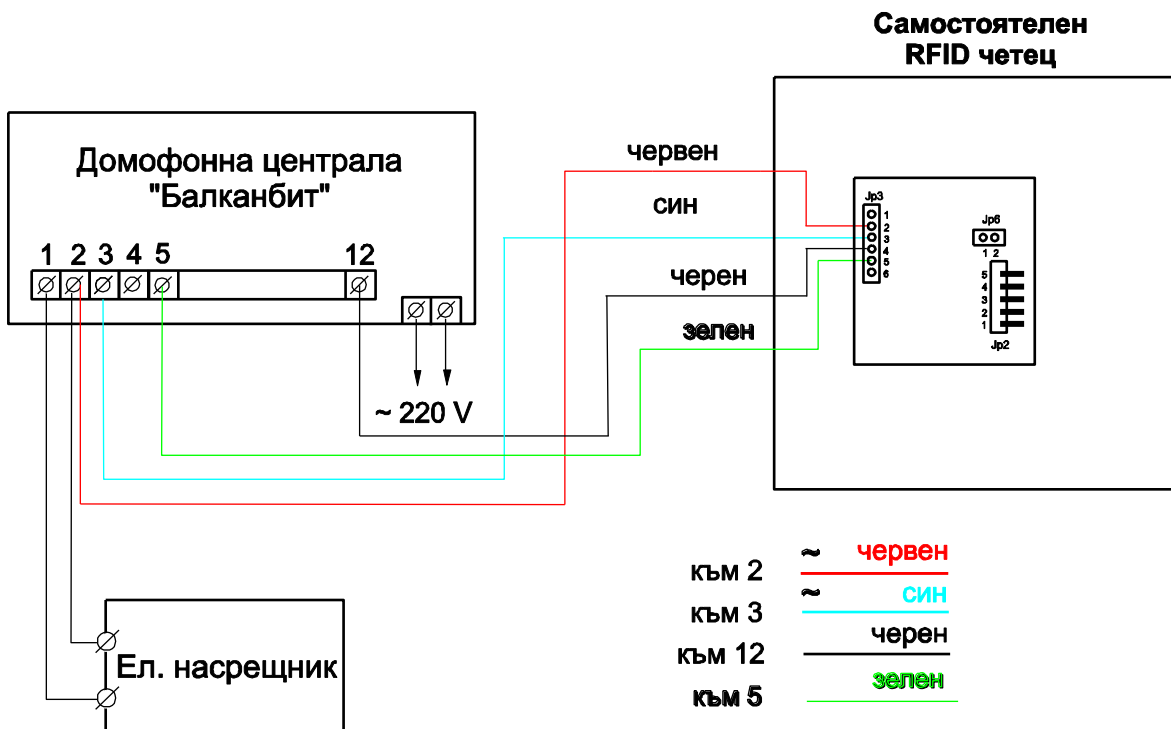 Самостоятелен
RFID четец
Домофонна централа
"Балканбит"
1 2 3 4 5 12
~ 220 V
червен
син
черен
зелен
Jp3
1
2
3
4
5
6
Jp6
1 2
5
4
3
2
1
Jp2
Ел. насрещник
към 2 ~ червен
към 3 ~ син
към 12 черен
към 5 зелен